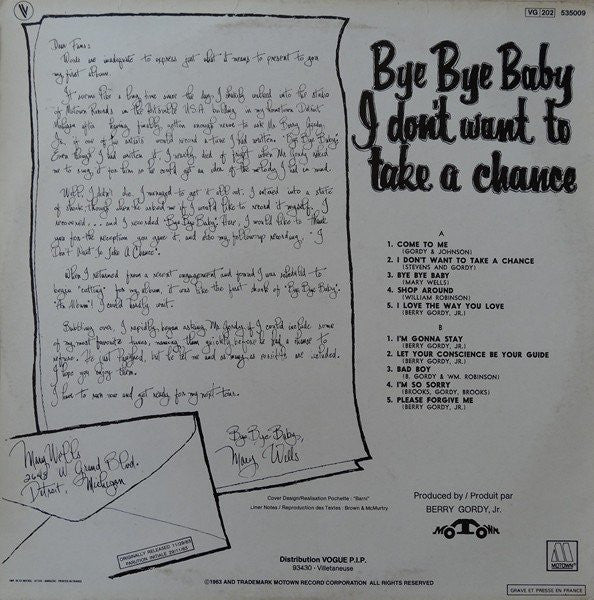 V
VG 202 535009
Dear Fans:
Words are inadequate to express just what it means to present to you
my first album.
It seems like a long time since the day I shakily walked into the studio
of Motown Records in the Hitsville U.S.A. building in my hometown Detroit,
Michigan after having finally gotten enough nerve to ask Mr. Berry Gordy,
Jr. if one of his artists would record a tune I had written, "Bye Bye Baby".
Even though I had written it, I nearly died of fright when Mr. Gordy asked
me to sing it for him so he could get an idea of the melody I had in mind.
Well, I didn't die. I managed to get it all out. I entered into a state
of shock, though when he asked me if I would like to record it myself. I
recovered... and I recorded "Bye Bye Baby". Here, I would like to thank
you for the reception you gave it, and also my follow-up recording, "I
Don't Want To Take A Chance".
When I returned from a recent engagement and found I was scheduled to
began "cutting" for my album, it was like the first shock of "Bye Bye Baby".
"An Album"! I could hardly wait.
Bubbling over, I rapidly began asking Mr. Gordy if I could include some
of my most favorite tunes, naming them quickly before he had a chance to
refuse. He just laughed, but he let me and as many as possible are included.
I hope you enjoy them.
I have to run now and get ready for my next tour.
Bye Bye Baby,
Mary Wells
Mary Wells
2648 W. Grand Blvd.
Detroit, Michigan
ORIGINALLY RELEASED 11/29/63
PARUTION INITIALE 29/11/63
Bye Bye Baby
I don't want to
take a chance
A
1. COME TO ME
(GORDY & JOHNSON)
2. I DON'T WANT TO TAKE A CHANCE
(STEVENS AND GORDY)
3. BYE BYE BABY
(MARY WELLS)
4. SHOP AROUND
(WILLIAM ROBINSON)
5. I LOVE THE WAY YOU LOVE
(BERRY GORDY, JR.)
B
1. I'M GONNA STAY
(BERRY GORDY, JR.)
2. LET YOUR CONSCIENCE BE YOUR GUIDE
(BERRY GORDY, JR.)
3. BAD BOY
(B. GORDY & WM. ROBINSON)
4. I'M SO SORRY
(BROOKS, GORDY, BROOKS)
5. PLEASE FORGIVE ME
(BERRY GORDY, JR.)
Cover Design/Réalisation Pochette : "Barni"
Liner Notes / Reproduction des Textes : Brown & McMurtry
Produced by / Produit par
BERRY GORDY, Jr.
MOTOWN
Distribution VOGUE P.I.P.
93430 - Villetaneuse
©1963 AND TRADEMARK MOTOWN RECORD CORPORATION ALL RIGHTS RESERVED
M
MOTOWN
GRAVE ET PRESSE EN FRANCE